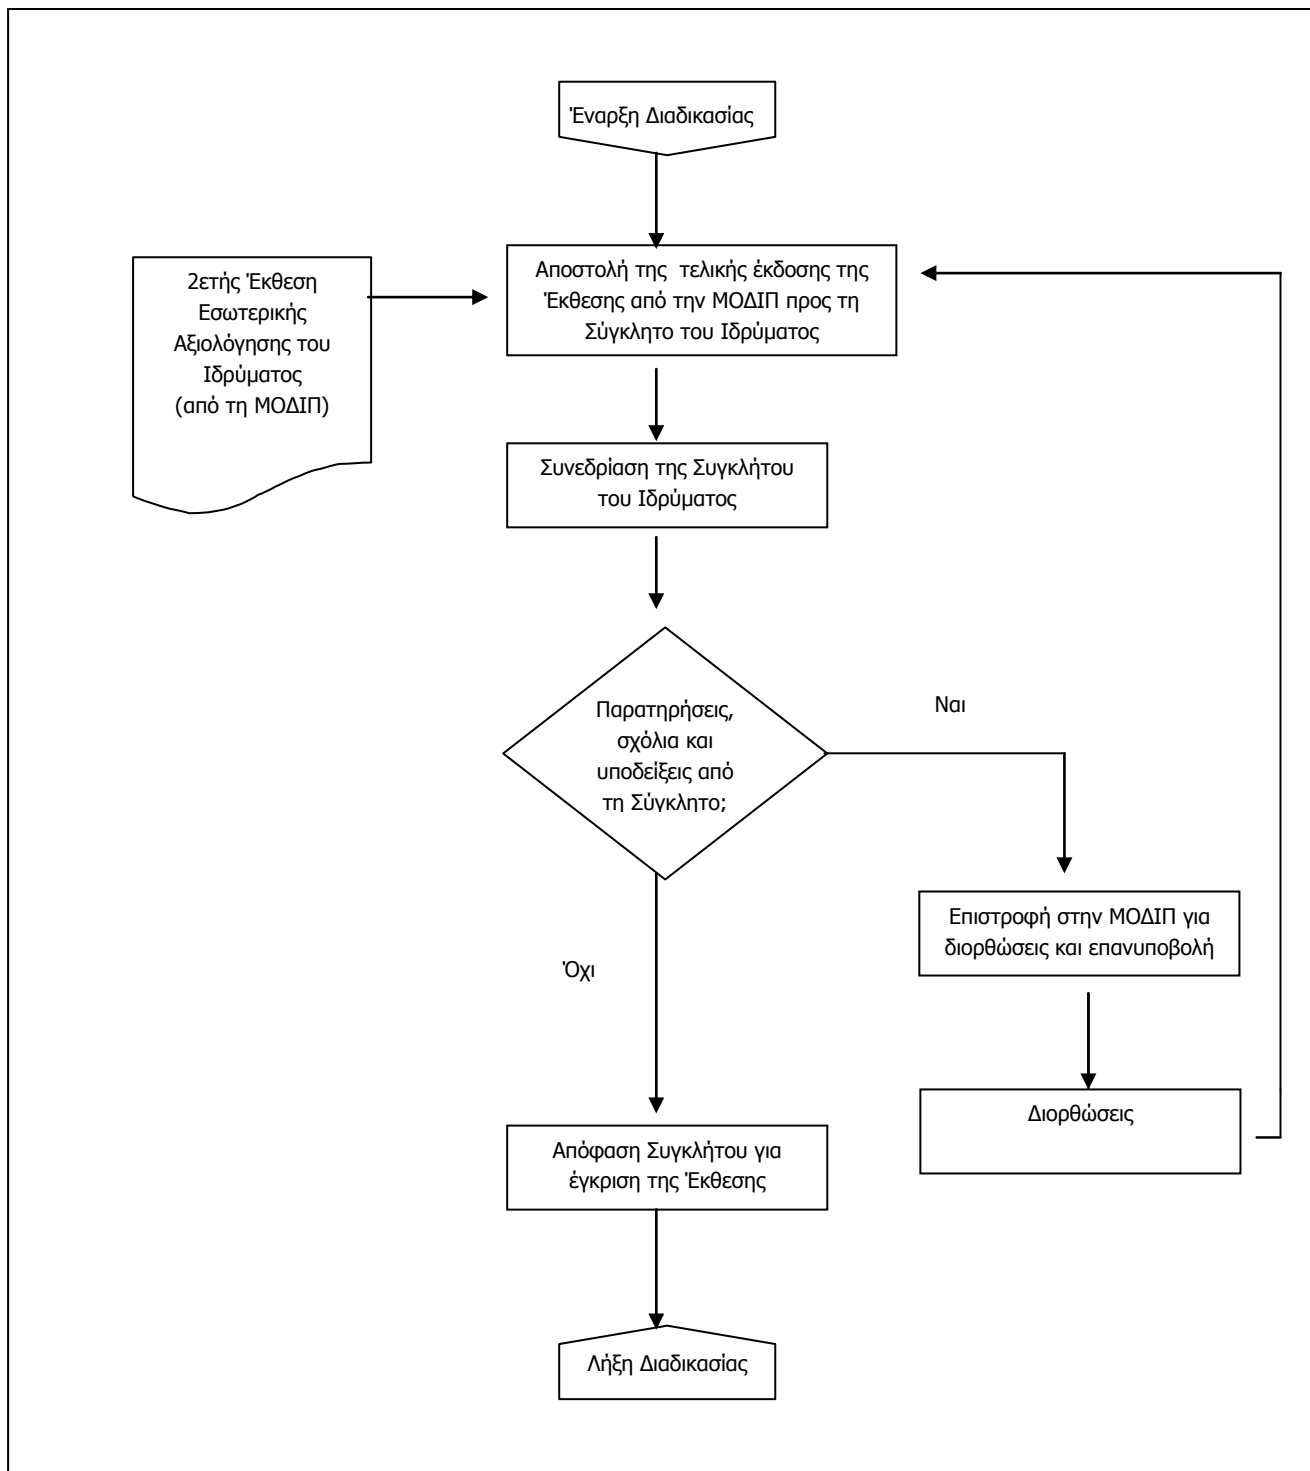 Έναρξη Διαδικασίας
2ετής Έκθεση
Εσωτερικής
Αξιολόγησης του
Ιδρύματος
(από τη ΜΟΔΙΠ)
Αποστολή της τελικής έκδοσης της
Έκθεσης από την ΜΟΔΙΠ προς τη
Σύγκλητο του Ιδρύματος
Συνεδρίαση της Συγκλήτου
του Ιδρύματος
Παρατηρήσεις,
σχόλια και
υποδείξεις από
τη Σύγκλητο;
Ναι
Επιστροφή στην ΜΟΔΙΠ για
διορθώσεις και επανυποβολή
Όχι
Διορθώσεις
Απόφαση Συγκλήτου για
έγκριση της Έκθεσης
Λήξη Διαδικασίας